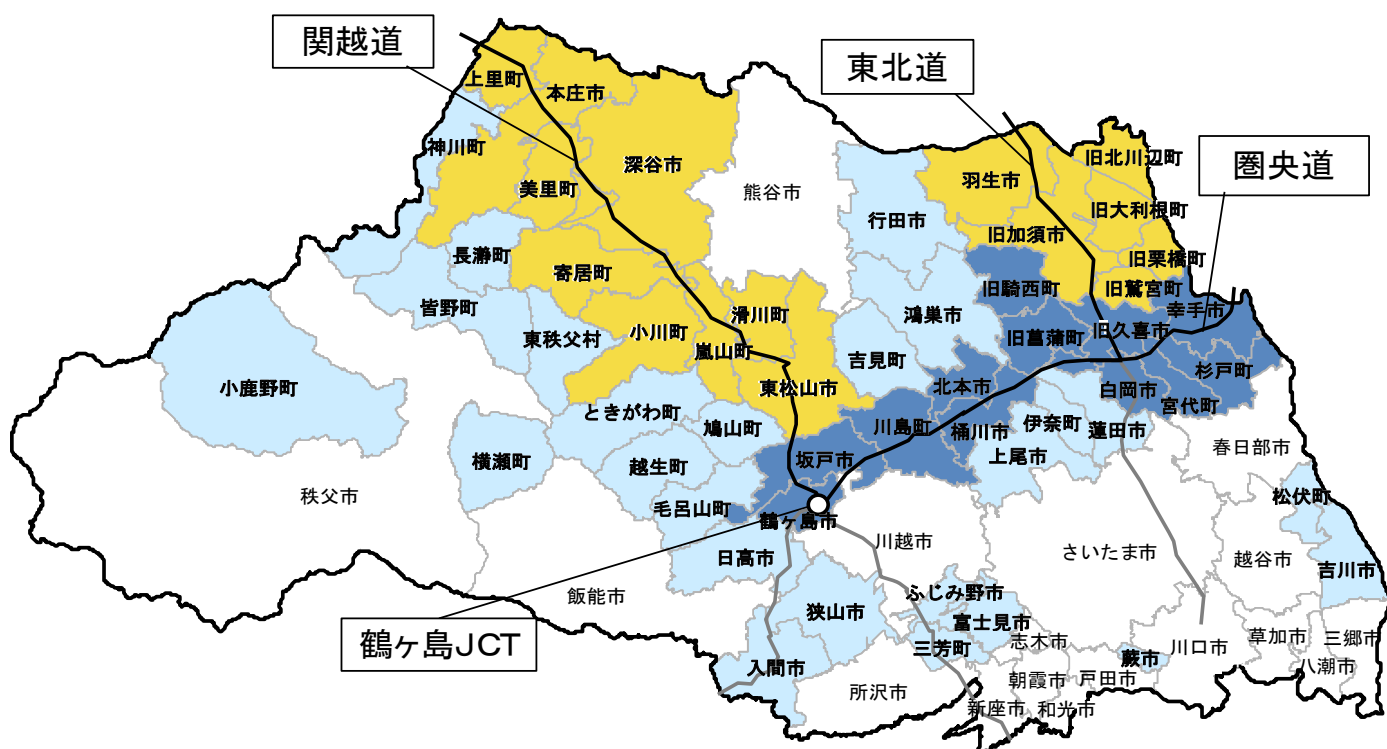 関越道
東北道
圏央道
上里町
本庄市
神川町
美里町
深谷市
熊谷市
行田市
羽生市
旧北川辺町
旧大利根町
旧加須市
旧栗橋町
旧鷲宮町
旧騎西町
幸手市
長瀞町
寄居町
皆野町
東秩父村
小川町
嵐山町
滑川町
東松山市
鴻巣市
吉見町
旧菖蒲町
旧久喜市
杉戸町
白岡市
宮代町
北本市
川島町
桶川市
伊奈町
蓮田市
上尾市
春日部市
小鹿野町
ときがわ町
鳩山町
横瀬町
越生町
坂戸市
秩父市
毛呂山町
鶴ヶ島市
松伏町
川越市
さいたま市
越谷市
吉川市
日高市
飯能市
ふじみ野市
狭山市
富士見市
鶴ヶ島JCT
三芳町
志木市
川口市
草加市
三郷市
入間市
蕨市
八潮市
所沢市
朝霞市
戸田市
新座市
和光市